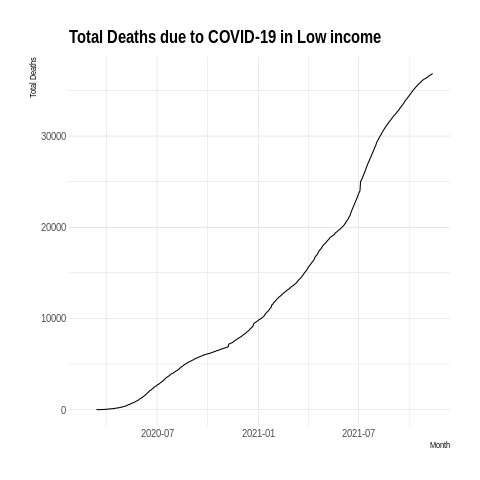 Total Deaths due to COVID-19 in Low income
Total Deaths
30000
20000
10000
0
2020-07 2021-01 2021-07
Month